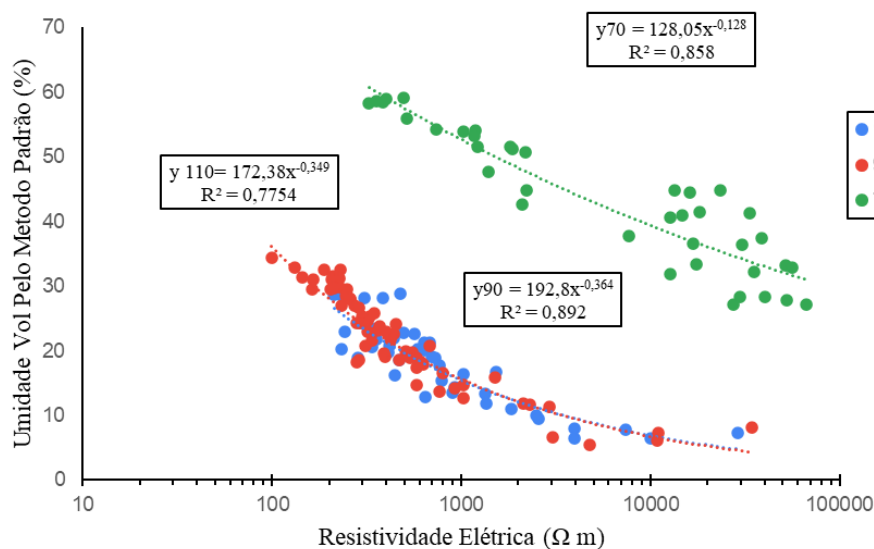 70
60
50
40
30
20
10
0
Umidade Vol Pelo Metodo Padrão (%)
y70 = 128,05x-0,128
R² = 0,858
y 110= 172,38x-0,349
R² = 0,7754
y90 = 192,8x-0,364
R² = 0,892
10
100
1000
10000
100000
Resistividade Elétrica (Ω m)